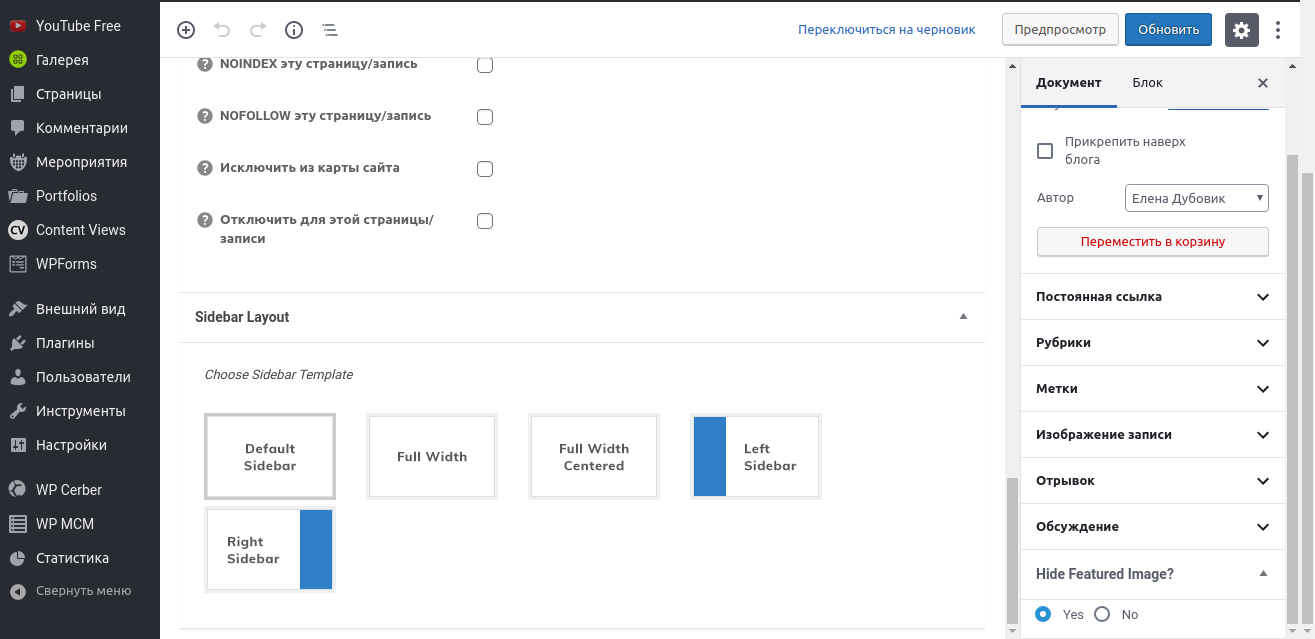 YouTube Free
Галерея
Страницы
Комментарии
Мероприятия
Portfolios
CV Content Views
WPForms
Внешний вид
Плагины
Пользователи
Инструменты
Настройки
WP Cerber
WP MCM
Статистика
Свернуть меню
Переключиться на черновик
Предпросмотр
Обновить
? NOINDEX эту страницу/запись
? NOFOLLOW эту страницу/запись
? Исключить из карты сайта
? Отключить для этой страницы/
записи
Sidebar Layout
Choose Sidebar Template
Default
Sidebar
Full Width
Full Width
Centered
Left
Sidebar
Right
Sidebar
Документ
Блок
Прикрепить наверх
блога
Автор
Елена Дубовик
Переместить в корзину
Постоянная ссылка
Рубрики
Метки
Изображение записи
Отрывок
Обсуждение
Hide Featured Image?
Yes
No